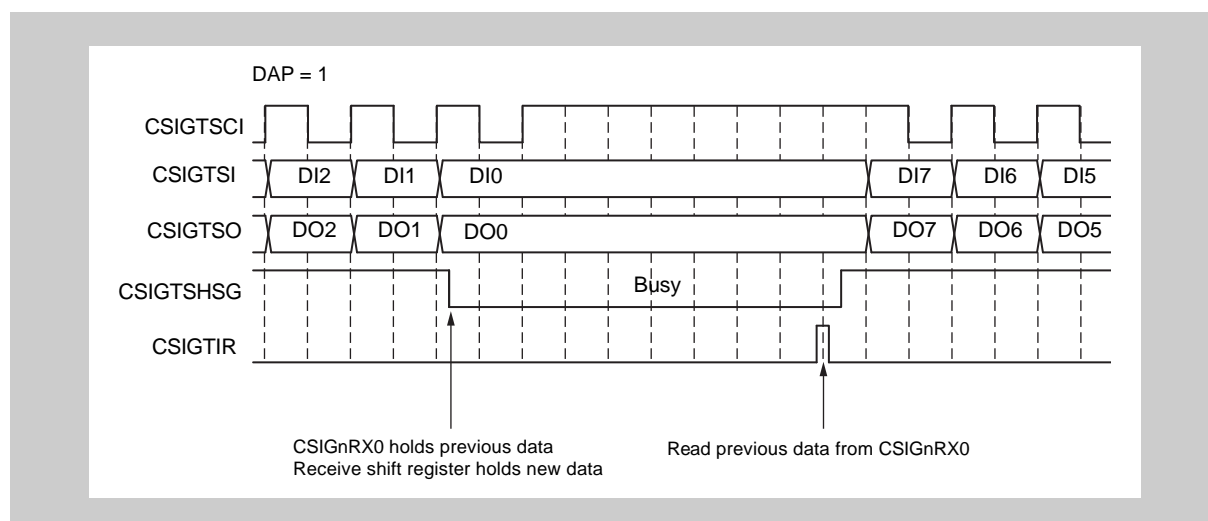 DAP = 1
CSIGTSCI
CSIGTSI DI2 DI1 DI0 DI7 DI6 DI5
CSIGTSO DO2 DO1 DO0 DO7 DO6 DO5
CSIGTSHSG Busy
CSIGTIR
CSIGnRX0 holds previous data
Receive shift register holds new data
Read previous data from CSIGnRX0